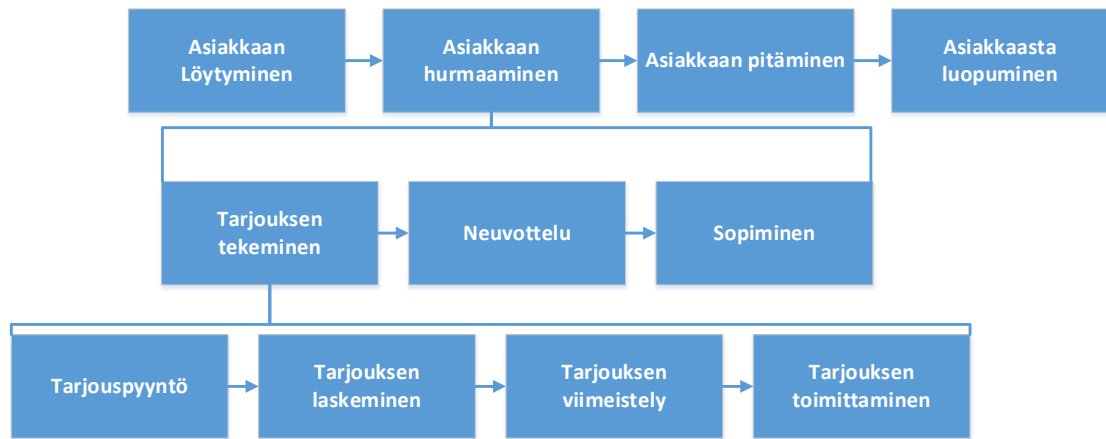 Asiakkaan
Löytyminen
Asiakkaan
hurmaaminen
Asiakkaan pitäminen
Asiakkaasta
luopuminen
Tarjouksen
tekeminen
Neuvottelu
Sopiminen
Tarjouspyyntö
Tarjouksen
laskeminen
Tarjouksen
viimeistely
Tarjouksen
toimittaminen